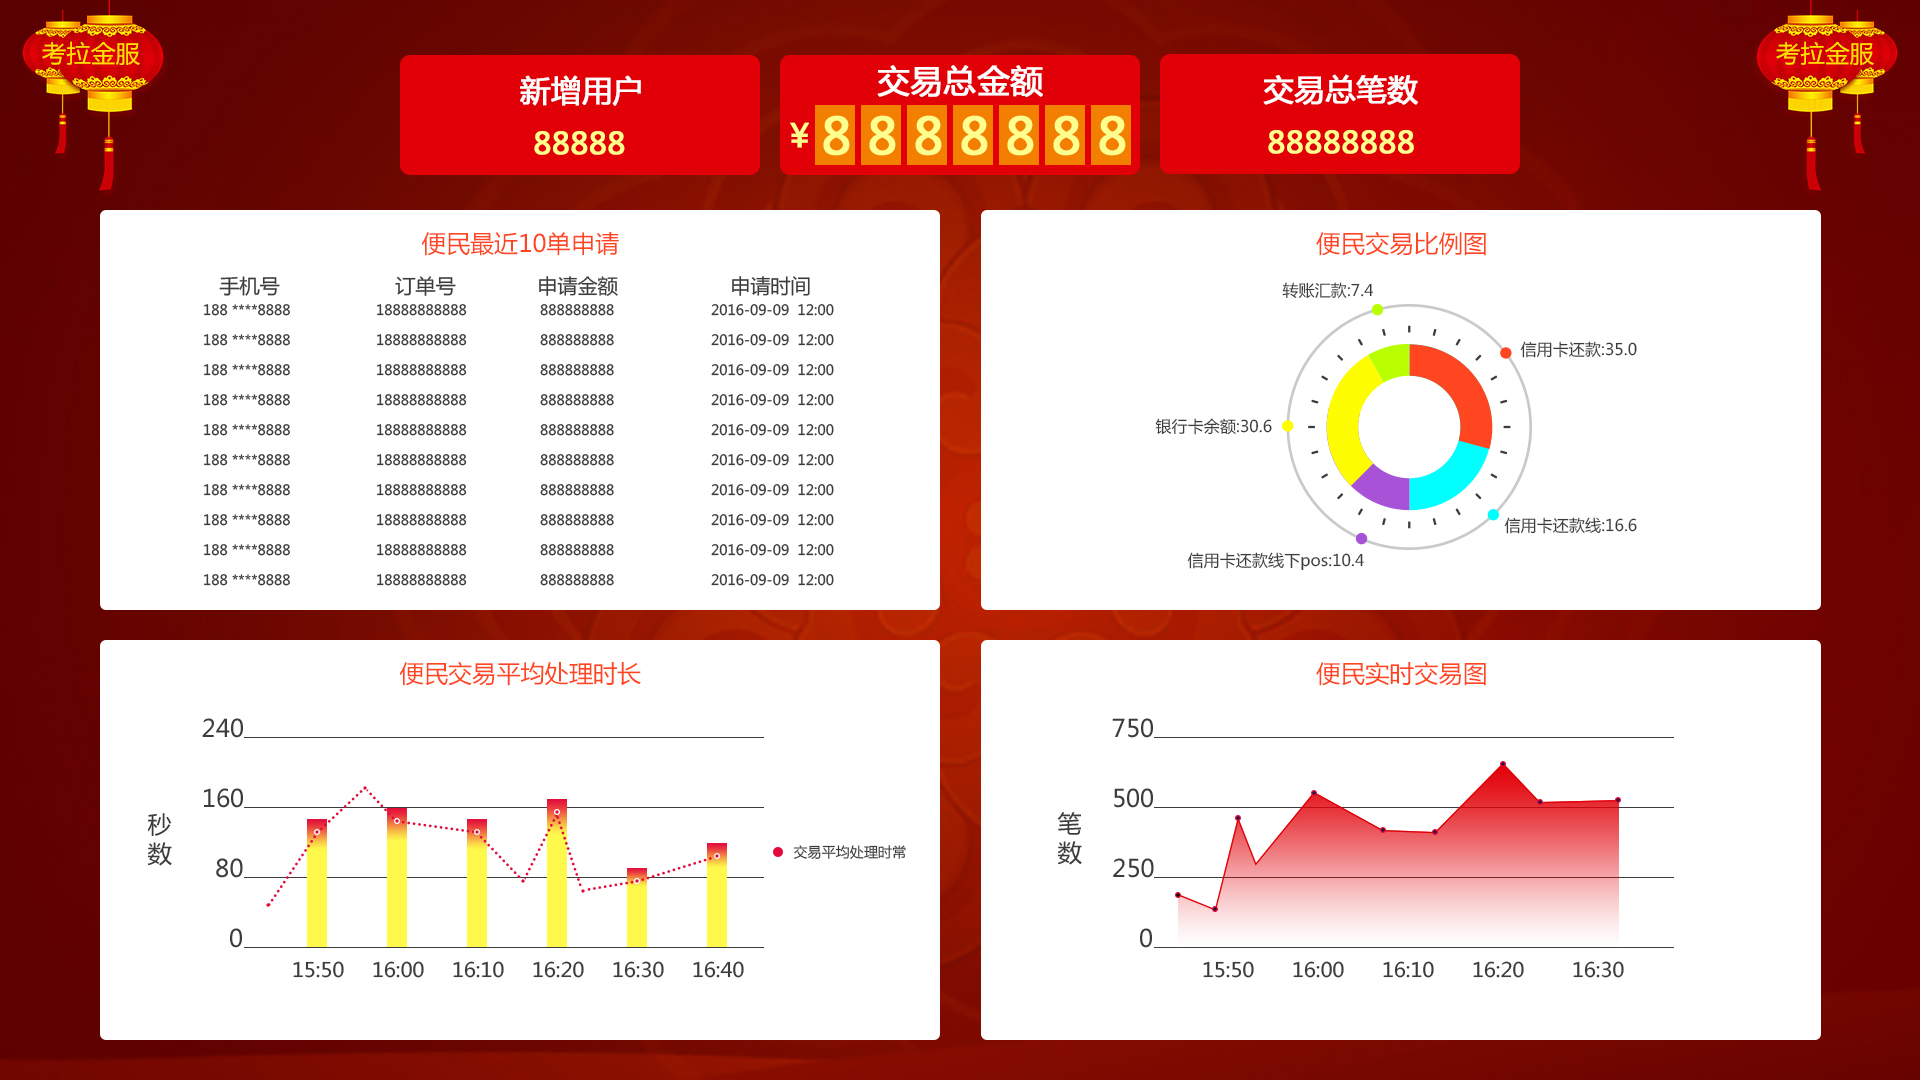 考拉金服
考拉金服
新增用户
88888
交易总金额
¥8888888
交易总笔数
88888888
便民最近10单申请
手机号 订单号 申请金额 申请时间
188 ****8888 18888888888 888888888 2016-09-09 12:00
188 ****8888 18888888888 888888888 2016-09-09 12:00
188 ****8888 18888888888 888888888 2016-09-09 12:00
188 ****8888 18888888888 888888888 2016-09-09 12:00
188 ****8888 18888888888 888888888 2016-09-09 12:00
188 ****8888 18888888888 888888888 2016-09-09 12:00
188 ****8888 18888888888 888888888 2016-09-09 12:00
188 ****8888 18888888888 888888888 2016-09-09 12:00
188 ****8888 18888888888 888888888 2016-09-09 12:00
188 ****8888 18888888888 888888888 2016-09-09 12:00
便民交易比例图
转账汇款:7.4
信用卡还款:35.0
银行卡余额:30.6
信用卡还款线:16.6
信用卡还款线下pos:10.4
便民交易平均处理时长
240
160
80
0
秒数
15:50 16:00 16:10 16:20 16:30 16:40
交易平均处理时常
便民实时交易图
750
500
250
0
笔数
15:50 16:00 16:10 16:20 16:30